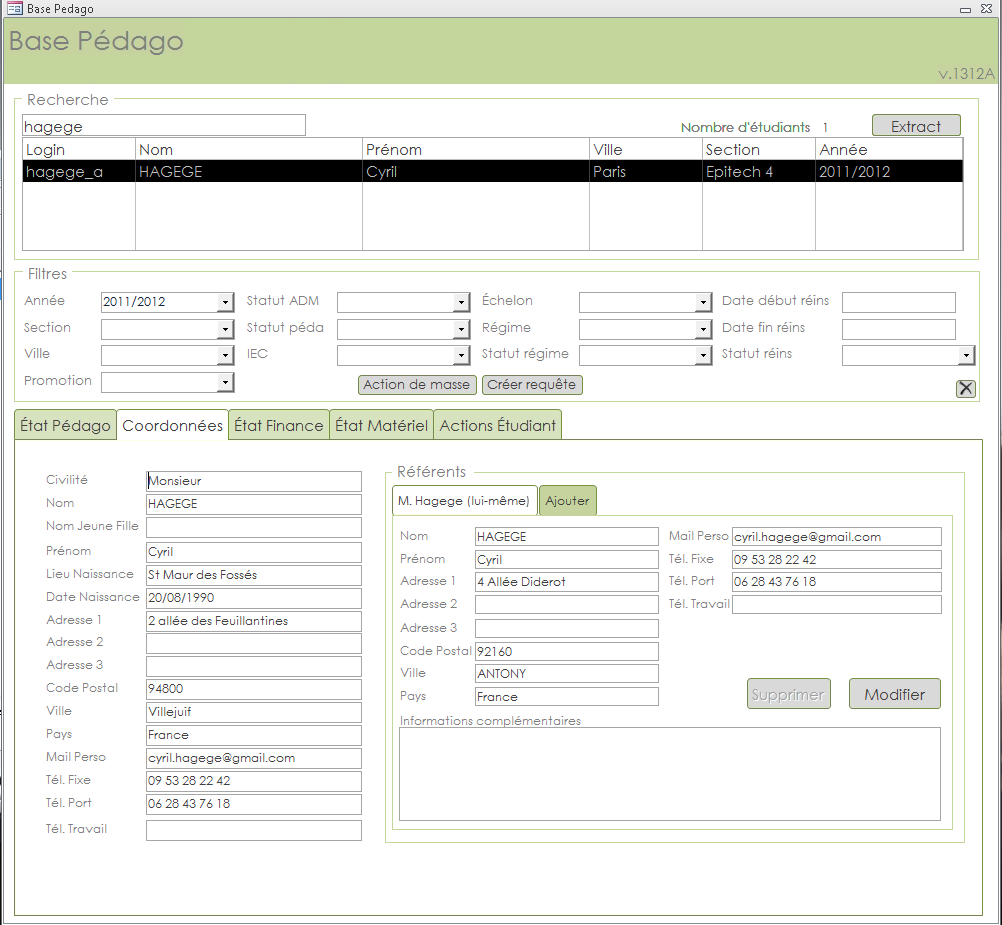 Base Pedago
Base Pédago
v.1312A
Recherche
hagege
Nombre d'étudiants 1 Extract
Login Nom Prénom Ville Section Année
hagege_a HAGEGE Cyril Paris Epitech 4 2011/2012
Filtres
Année 2011/2012 Statut ADM Échelon Date début réins
Section Statut péda Régime Date fin réins
Ville IEC Statut régime Statut réins
Promotion Action de masse Créer requête
État Pédago Coordonnées État Finance État Matériel Actions Étudiant
Civilité Monsieur
Nom HAGEGE
Nom Jeune Fille
Prénom Cyril
Lieu Naissance St Maur des Fossés
Date Naissance 20/08/1990
Adresse 1 2 allée des Feuillantines
Adresse 2
Adresse 3
Code Postal 94800
Ville Villejuif
Pays France
Mail Perso cyril.hagege@gmail.com
Tél. Fixe 09 53 28 22 42
Tél. Port 06 28 43 76 18
Tél. Travail
Référents
M. Hagege (lui-même) Ajouter
Nom HAGEGE Mail Perso cyril.hagege@gmail.com
Prénom Cyril Tél. Fixe 09 53 28 22 42
Adresse 1 4 Allée Diderot Tél. Port 06 28 43 76 18
Adresse 2 Tél. Travail
Adresse 3
Code Postal 92160
Ville ANTONY
Pays France
Supprimer Modifier
Informations complémentaires